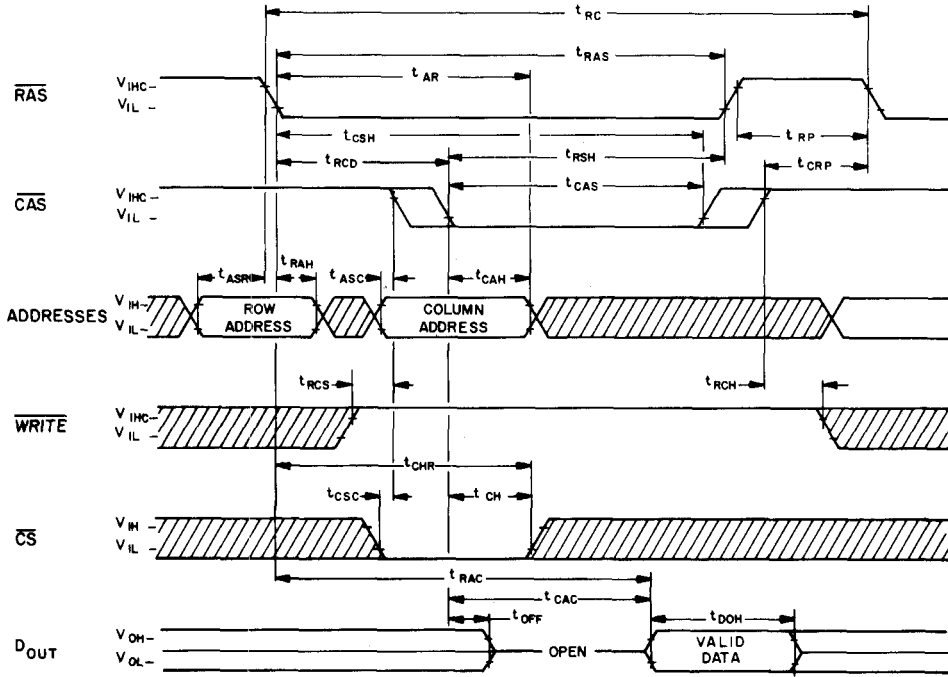 tRC
tRAS
tAR
RAS
VIHC
VIL
tCSH
tRP
tRCD
tRSH
tCRP
CAS
VIHC
VIL
tCAS
tASR
tRAH
tASC
tCAH
ADDRESSES
VIH
VIL
ROW ADDRESS
COLUMN ADDRESS
tRCS
tRCH
WRITE
VIHC
VIL
tCHR
tCSC
tCH
CS
VIH
VIL
tRAC
tCAC
tOFF
tDOH
DOUT
VOH
VOL
OPEN
VALID DATA